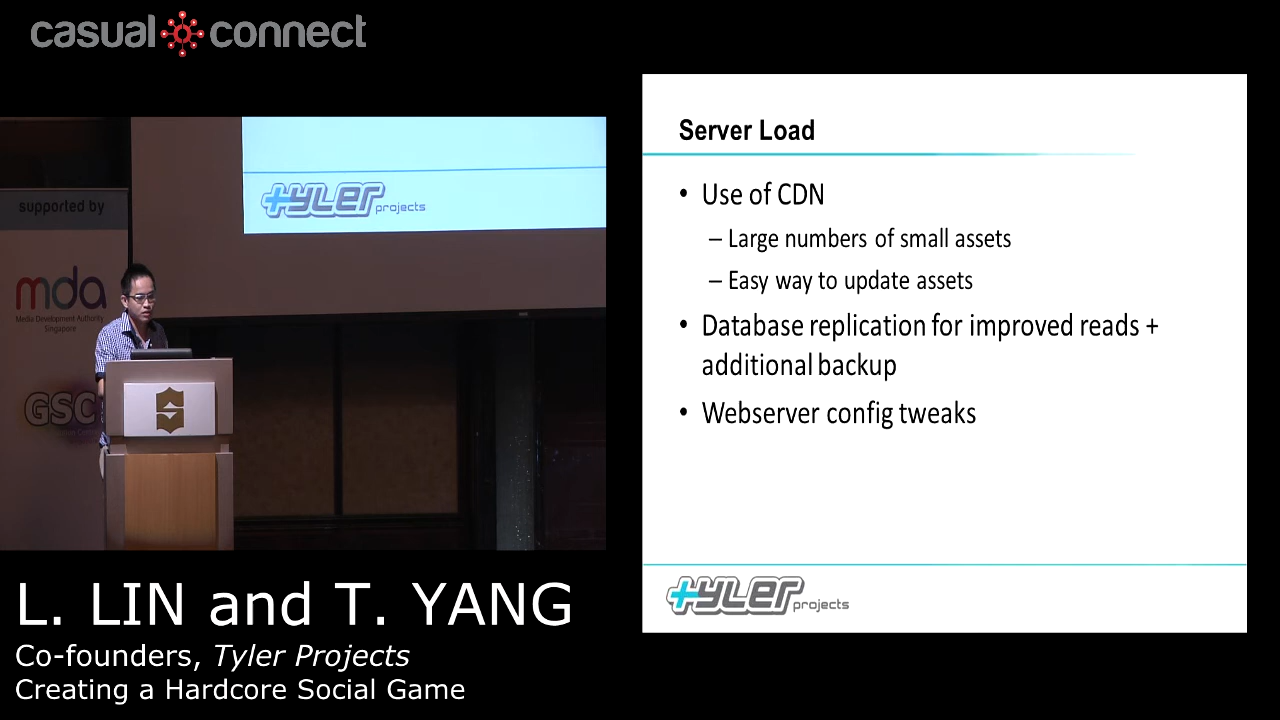 casual connect
supported by
mda
Media Development Authority
Singapore
GSC
tyler projects
Server Load
• Use of CDN
– Large numbers of small assets
– Easy way to update assets
• Database replication for improved reads +
additional backup
• Webserver config tweaks
tyler projects
L. LIN and T. YANG
Co-founders, Tyler Projects
Creating a Hardcore Social Game